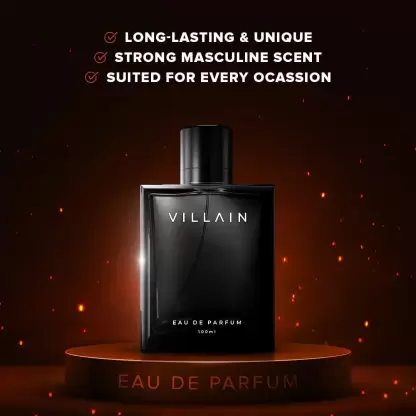 LONG-LASTING & UNIQUE
STRONG MASCULINE SCENT
SUITED FOR EVERY OCASSION
VILLAIN
EAU DE PARFUM
100ml
EAU DE PARFUM